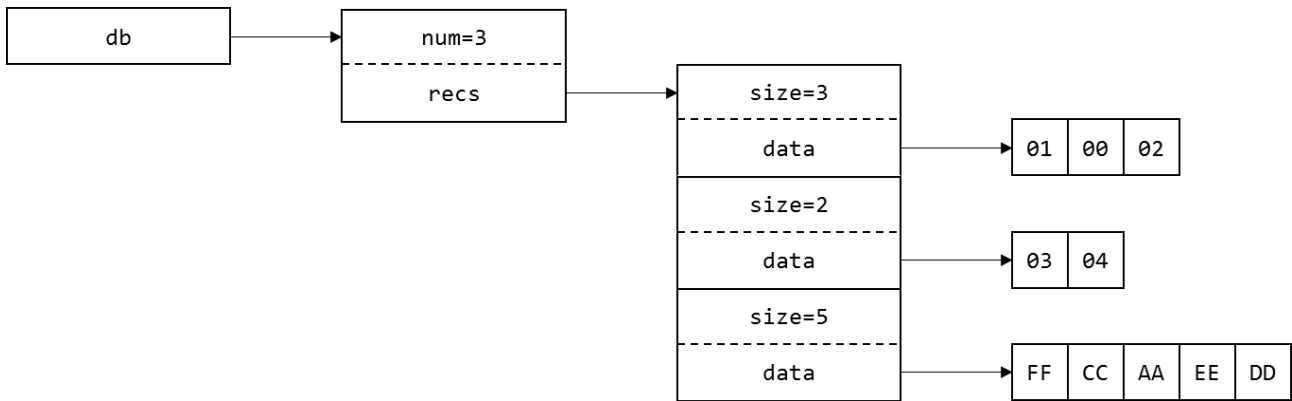 db
num=3
recs
size=3
data
01 00 02
size=2
data
03 04
size=5
data
FF CC AA EE DD